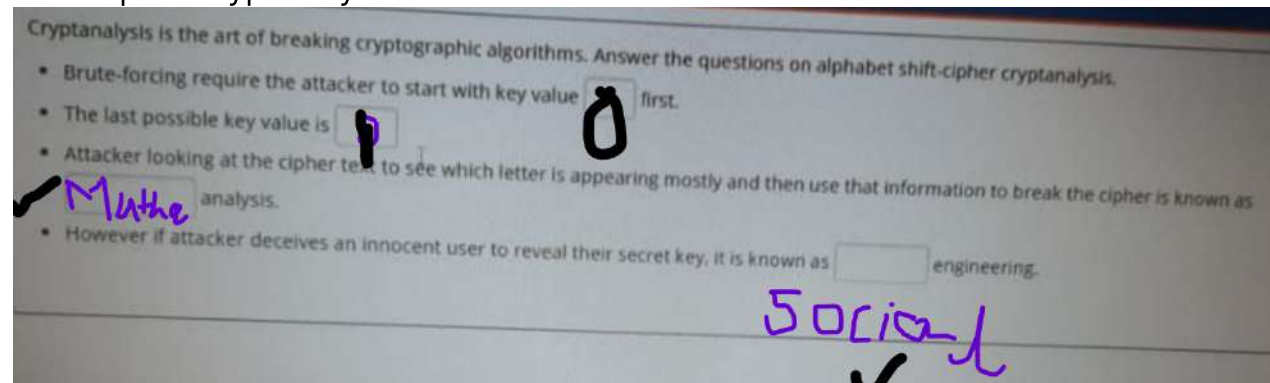 Cryptanalysis is the art of breaking cryptographic algorithms. Answer the questions on alphabet shift-cipher cryptanalysis.
• Brute-forcing require the attacker to start with key value 0 first.
• The last possible key value is
• Attacker looking at the cipher text to see which letter is appearing mostly and then use that information to break the cipher is known as
analysis.
• However if attacker deceives an innocent user to reveal their secret key, it is known as engineering.
Social